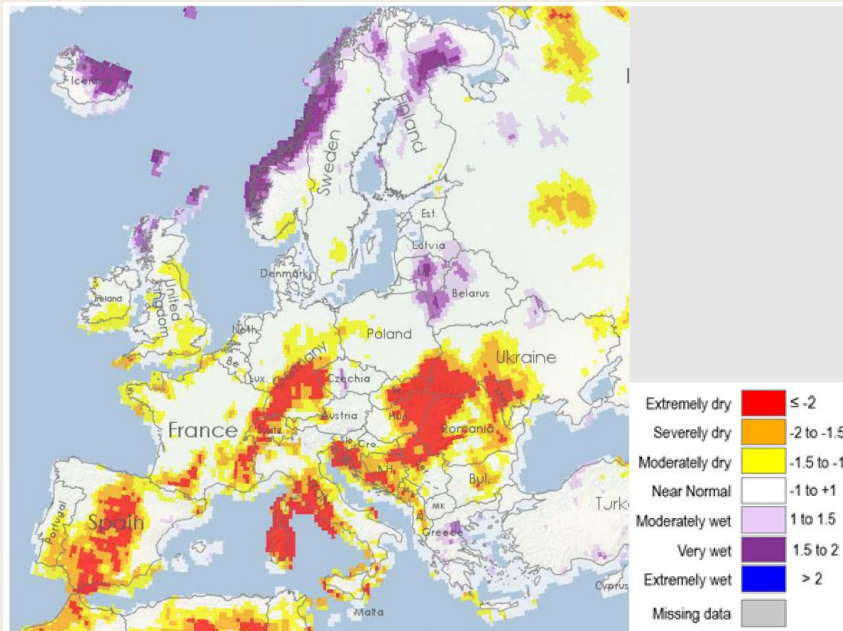 Iceland
Finland
Sweden
Est.
Latvia
Denmark
Belarus
Ireland
United
Kingdom
Neth.
Be.
Poland
Germany
Lux.
Czechia
Ukraine
Austria
France
Hun.
Romania
Slo.
Cro.
B.H.
Bul.
Italy
MK
Portugal
Spain
Greece
Turk
Malta
Cyprus
Extremely dry ≤ -2
Severely dry -2 to -1.5
Moderately dry -1.5 to -1
Near Normal -1 to +1
Moderately wet 1 to 1.5
Very wet 1.5 to 2
Extremely wet > 2
Missing data